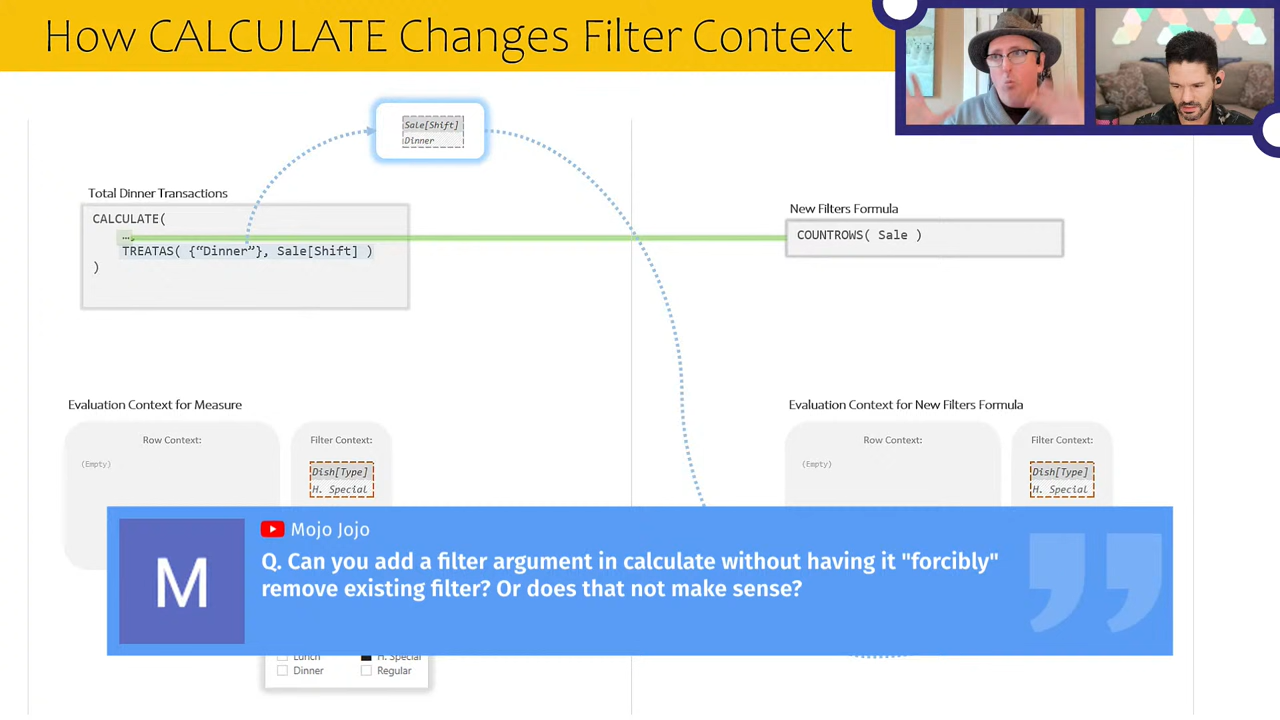 How CALCULATE Changes Filter Context
Sale[Shift]
Dinner
Total Dinner Transactions
CALCULATE(
…,
TREATAS( {“Dinner”}, Sale[Shift] )
)
New Filters Formula
COUNTROWS( Sale )
Evaluation Context for Measure
Row Context:
(Empty)
Filter Context:
Dish[Type]
H. Special
Evaluation Context for New Filters Formula
Row Context:
(Empty)
Filter Context:
Dish[Type]
H. Special
M
Mojo Jojo
Q. Can you add a filter argument in calculate without having it "forcibly"
remove existing filter? Or does that not make sense?
Lunch
H. Special
Dinner
Regular